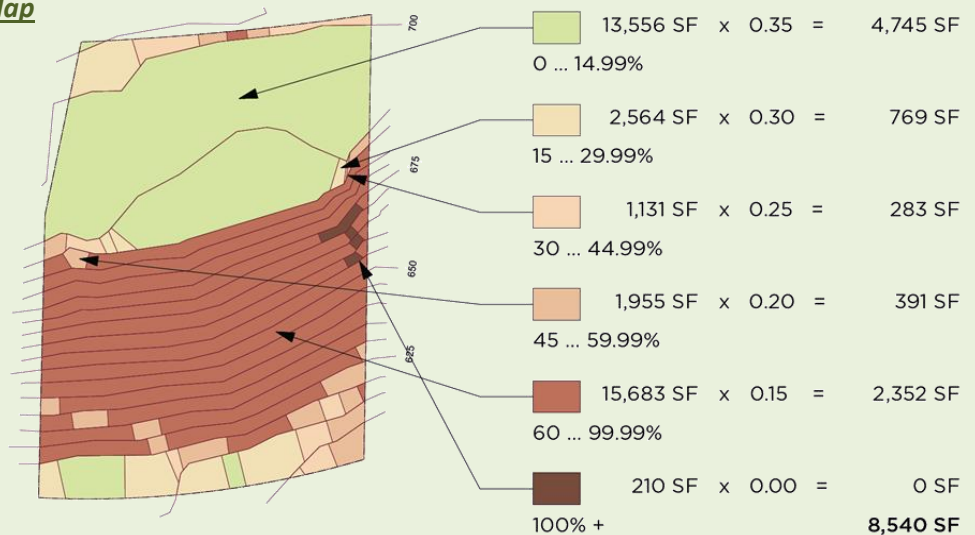 lap
13,556 SF x 0.35 = 4,745 SF
0 ... 14.99%
2,564 SF x 0.30 = 769 SF
15 ... 29.99%
1,131 SF x 0.25 = 283 SF
30 ... 44.99%
1,955 SF x 0.20 = 391 SF
45 ... 59.99%
15,683 SF x 0.15 = 2,352 SF
60 ... 99.99%
210 SF x 0.00 = 0 SF
100% + 8,540 SF
700
675
650
625